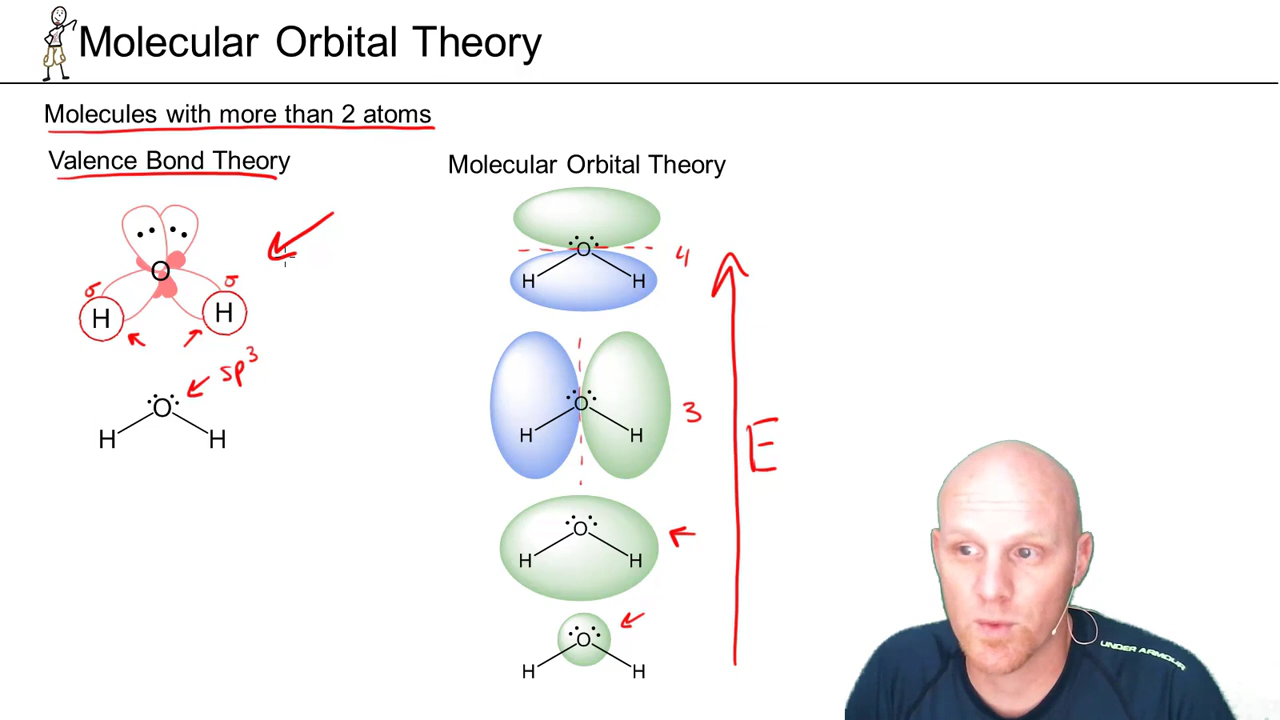 Molecular Orbital Theory
Molecules with more than 2 atoms
Valence Bond Theory
O
σ σ
H H
sp³
O
H H
Molecular Orbital Theory
O
H H
4
O
H H
3
E
O
H H
O
H H
UNDER ARMOUR